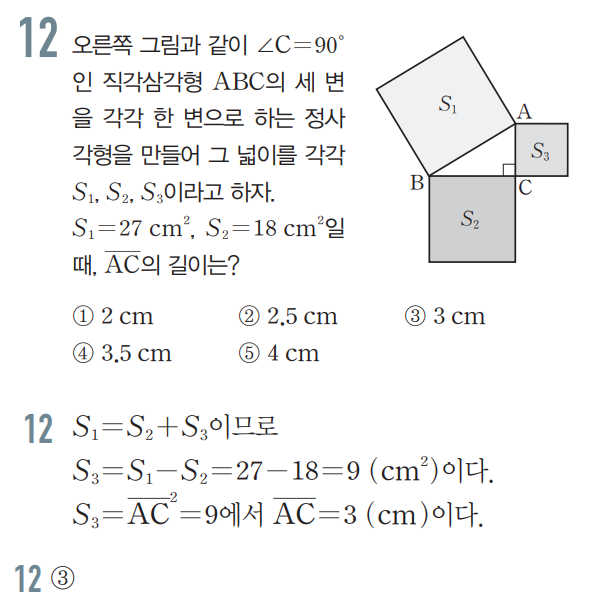 12
오른쪽 그림과 같이 ∠C=90°
인 직각삼각형 ABC의 세 변
을 각각 한 변으로 하는 정사
각형을 만들어 그 넓이를 각각
S₁, S₂, S₃이라고 하자.
S₁=27 cm², S₂=18 cm²일
때, A̅C̅의 길이는?
S₁
A
S₃
B
C
S₂
① 2 cm ② 2.5 cm ③ 3 cm
④ 3.5 cm ⑤ 4 cm
12 S₁=S₂+S₃이므로
S₃=S₁-S₂=27-18=9 (cm²)이다.
S₃=A̅C̅²=9에서 A̅C̅=3 (cm)이다.
12 ③